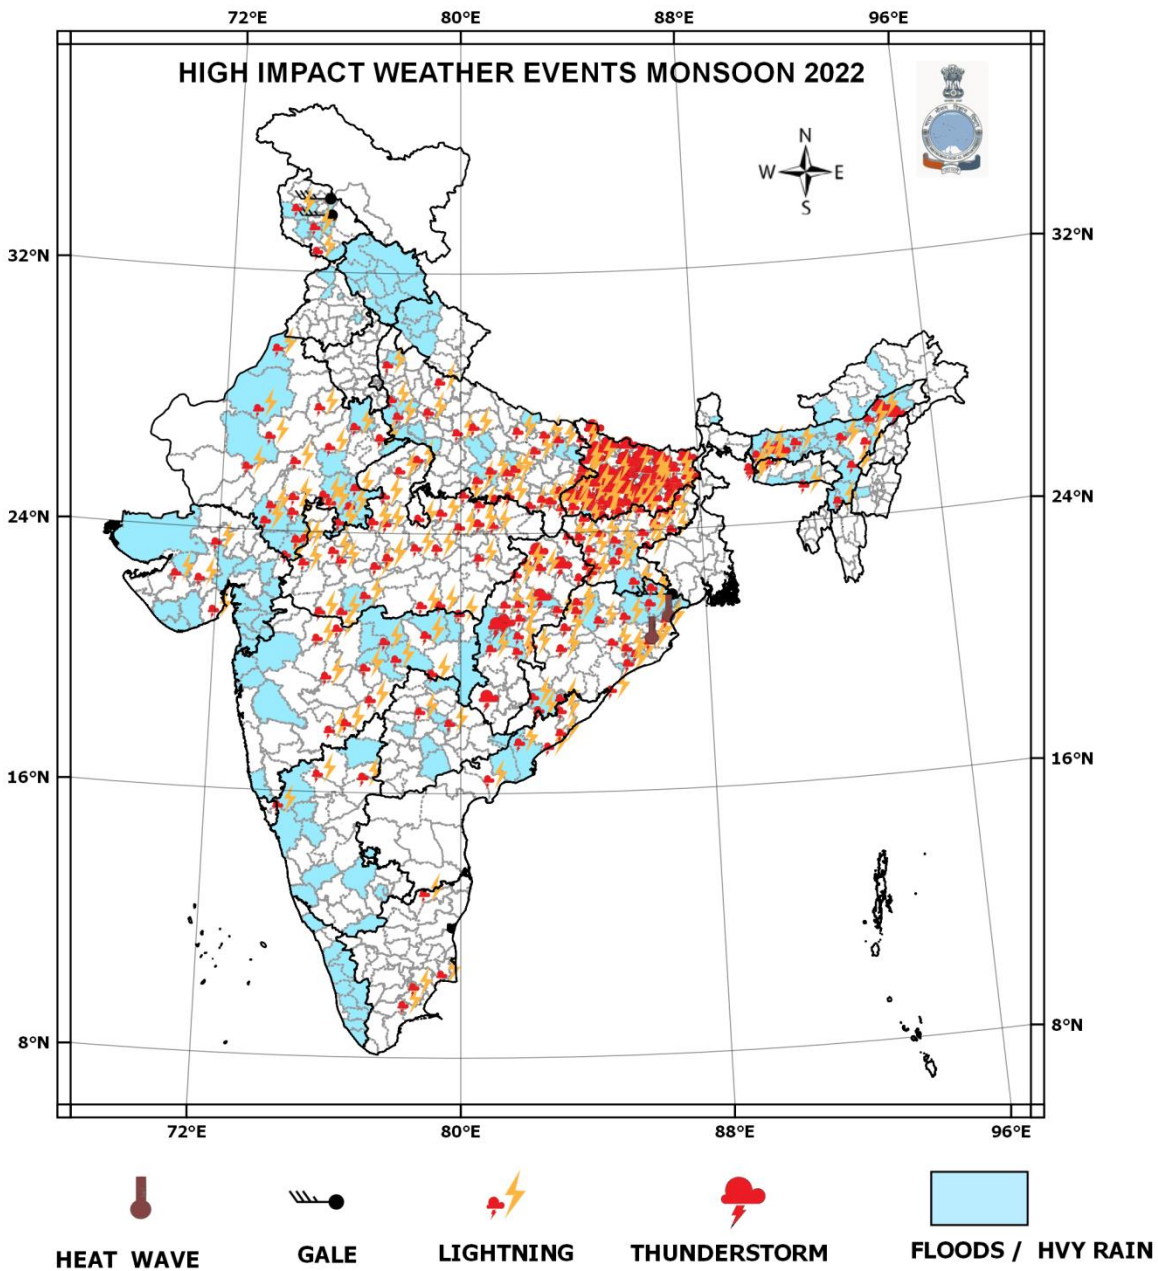 72°E 80°E 88°E 96°E
HIGH IMPACT WEATHER EVENTS MONSOON 2022
N
W E
S
32°N 32°N
24°N 24°N
16°N 16°N
8°N 8°N
72°E 80°E 88°E 96°E
HEAT WAVE GALE LIGHTNING THUNDERSTORM FLOODS / HVY RAIN